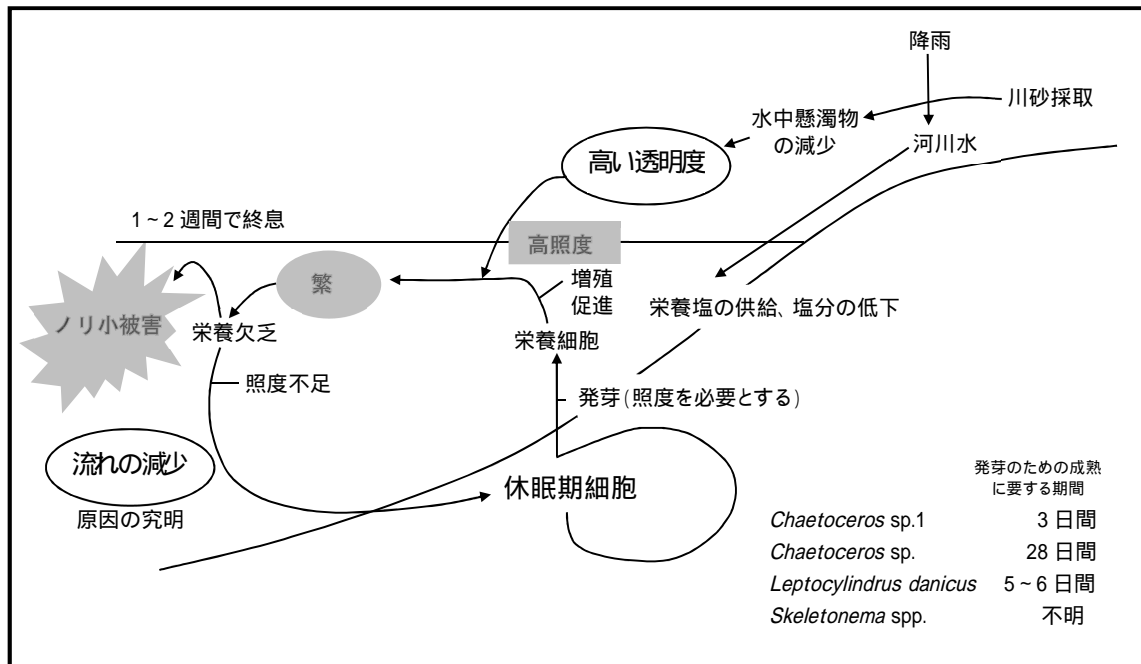 降雨
川砂採取
水中懸濁物
の減少
河川水
高い透明度
1~2 週間で終息
高照度
繁
増殖
促進
栄養塩の供給、塩分の低下
ノリ小被害
栄養欠乏
栄養細胞
照度不足
発芽(照度を必要とする)
流れの減少
原因の究明
休眠期細胞
発芽のための成熟
に要する期間
Chaetoceros sp.1 3 日間
Chaetoceros sp. 28 日間
Leptocylindrus danicus 5~6 日間
Skeletonema spp. 不明